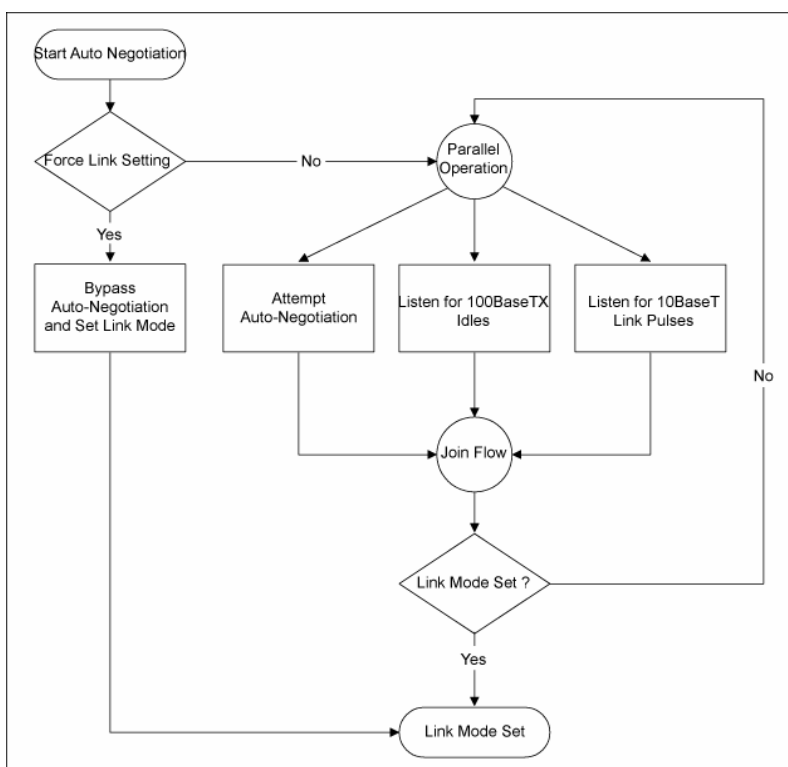 Start Auto Negotiation
Force Link Setting
No
Parallel
Operation
Yes
Bypass
Auto-Negotiation
and Set Link Mode
Attempt
Auto-Negotiation
Listen for 100BaseTX
Idles
Listen for 10BaseT
Link Pulses
No
Join Flow
Link Mode Set ?
Yes
Link Mode Set